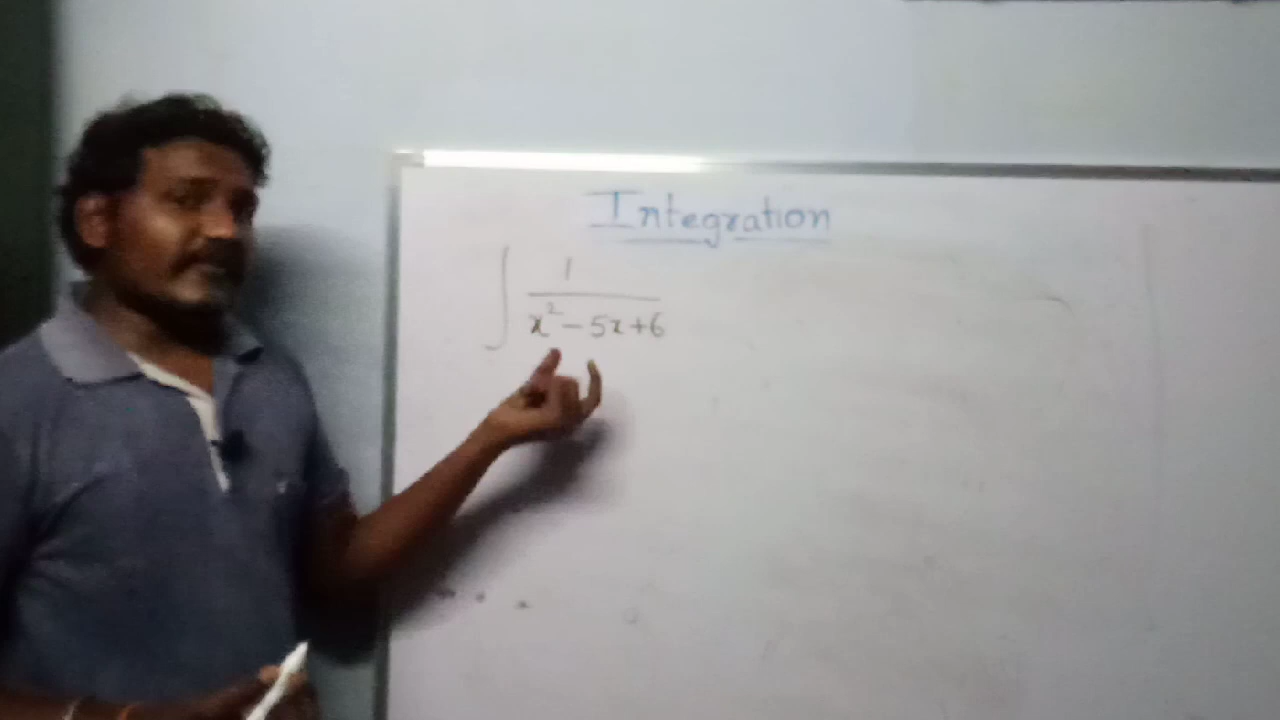 Integration
∫ 1
x² - 5x + 6